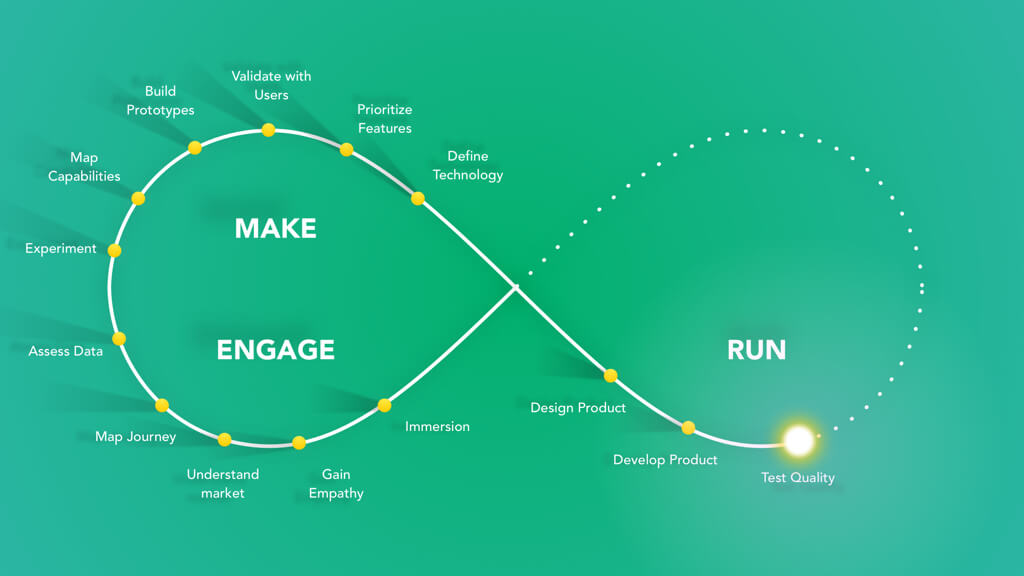 Validate with
Users
Build
Prototypes
Prioritize
Features
Map
Capabilities
Define
Technology
MAKE
Experiment
Assess Data
ENGAGE
RUN
Design Product
Immersion
Map Journey
Develop Product
Understand
market
Gain
Empathy
Test Quality